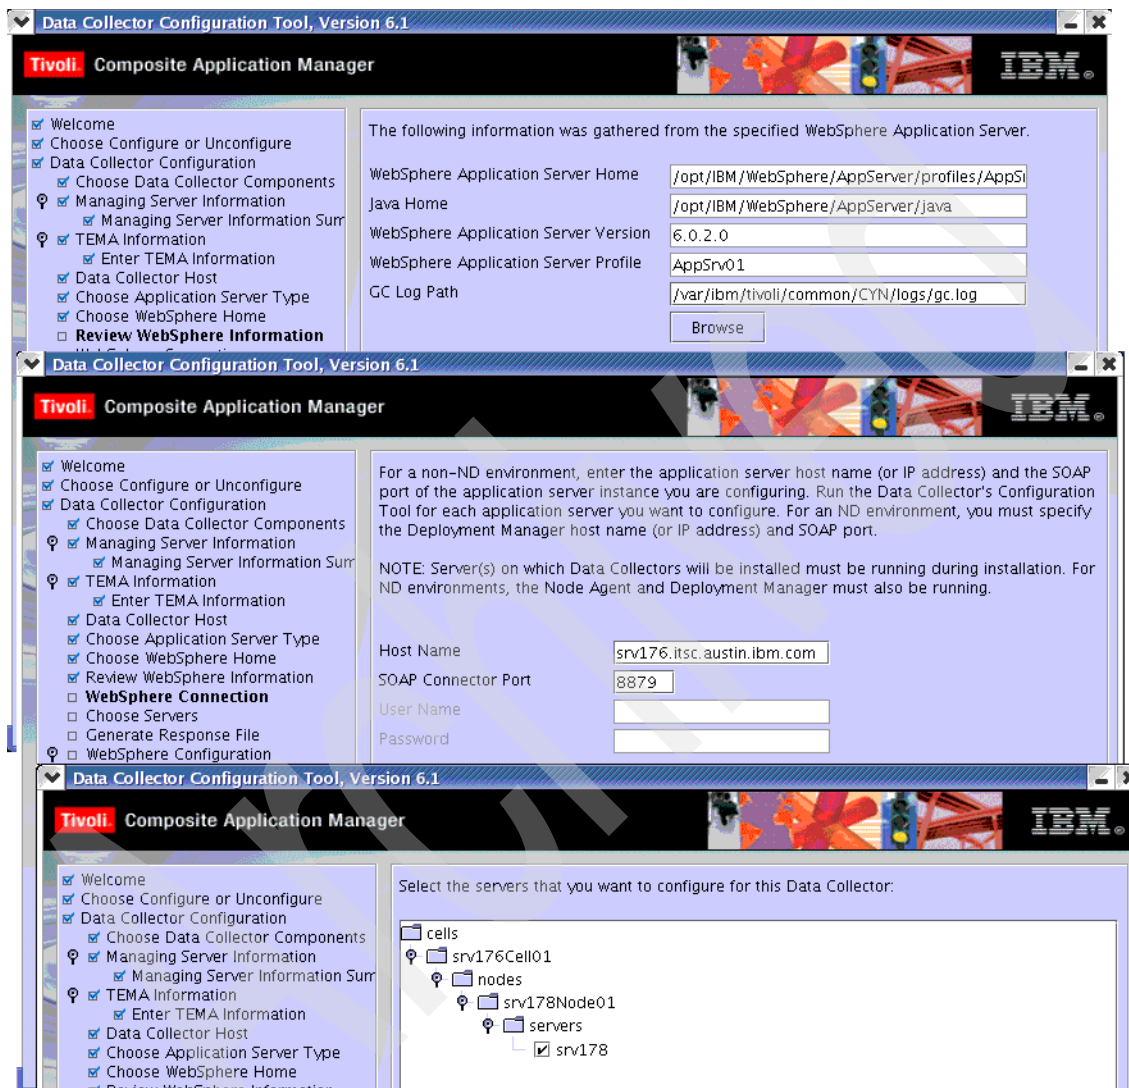 Data Collector Configuration Tool, Version 6.1
Tivoli. Composite Application Manager
IBM
Welcome
Choose Configure or Unconfigure
Data Collector Configuration
Choose Data Collector Components
Managing Server Information
Managing Server Information Sum
TEMA Information
Enter TEMA Information
Data Collector Host
Choose Application Server Type
Choose WebSphere Home
Review WebSphere Information
The following information was gathered from the specified WebSphere Application Server.
WebSphere Application Server Home /opt/IBM/WebSphere/AppServer/profiles/AppSr
Java Home /opt/IBM/WebSphere/AppServer/java
WebSphere Application Server Version 6.0.2.0
WebSphere Application Server Profile AppSrv01
GC Log Path /var/ibm/tivoli/common/CYN/logs/gc.log
Browse
Data Collector Configuration Tool, Version 6.1
Tivoli. Composite Application Manager
IBM
Welcome
Choose Configure or Unconfigure
Data Collector Configuration
Choose Data Collector Components
Managing Server Information
Managing Server Information Sum
TEMA Information
Enter TEMA Information
Data Collector Host
Choose Application Server Type
Choose WebSphere Home
Review WebSphere Information
WebSphere Connection
Choose Servers
Generate Response File
WebSphere Configuration
For a non-ND environment, enter the application server host name (or IP address) and the SOAP
port of the application server instance you are configuring. Run the Data Collector's Configuration
Tool for each application server you want to configure. For an ND environment, you must specify
the Deployment Manager host name (or IP address) and SOAP port.
NOTE: Server(s) on which Data Collectors will be installed must be running during installation. For
ND environments, the Node Agent and Deployment Manager must also be running.
Host Name srv176.itsc.austin.ibm.com
SOAP Connector Port 8879
User Name
Password
Data Collector Configuration Tool, Version 6.1
Tivoli. Composite Application Manager
IBM
Welcome
Choose Configure or Unconfigure
Data Collector Configuration
Choose Data Collector Components
Managing Server Information
Managing Server Information Sum
TEMA Information
Enter TEMA Information
Data Collector Host
Choose Application Server Type
Choose WebSphere Home
Review WebSphere Information
Select the servers that you want to configure for this Data Collector:
cells
srv176Cell01
nodes
srv178Node01
servers
srv178